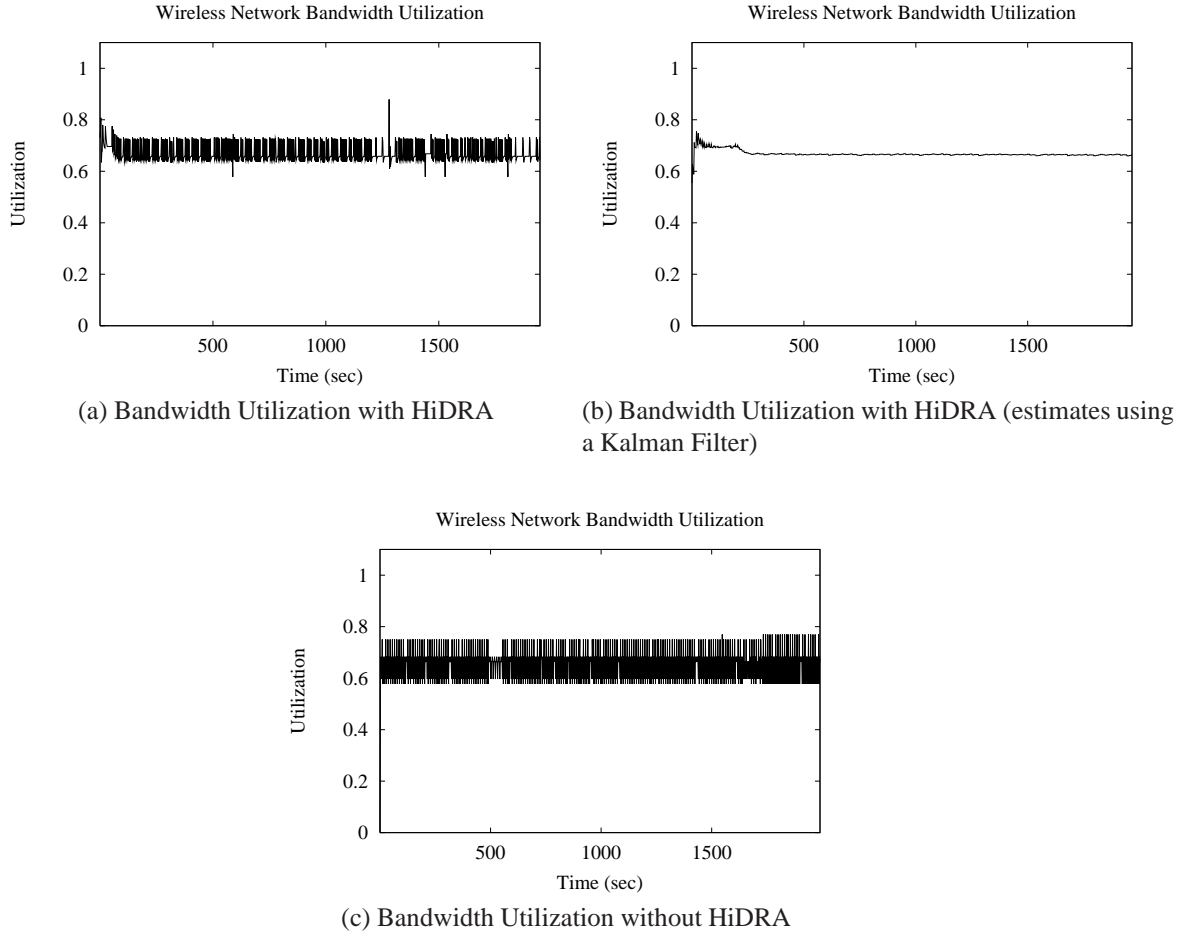 Wireless Network Bandwidth Utilization
1
0.8
0.6
0.4
0.2
0
Utilization
500 1000 1500
Time (sec)
(a) Bandwidth Utilization with HiDRA
Wireless Network Bandwidth Utilization
1
0.8
0.6
0.4
0.2
0
Utilization
500 1000 1500
Time (sec)
(b) Bandwidth Utilization with HiDRA (estimates using
a Kalman Filter)
Wireless Network Bandwidth Utilization
1
0.8
0.6
0.4
0.2
0
Utilization
500 1000 1500
Time (sec)
(c) Bandwidth Utilization without HiDRA